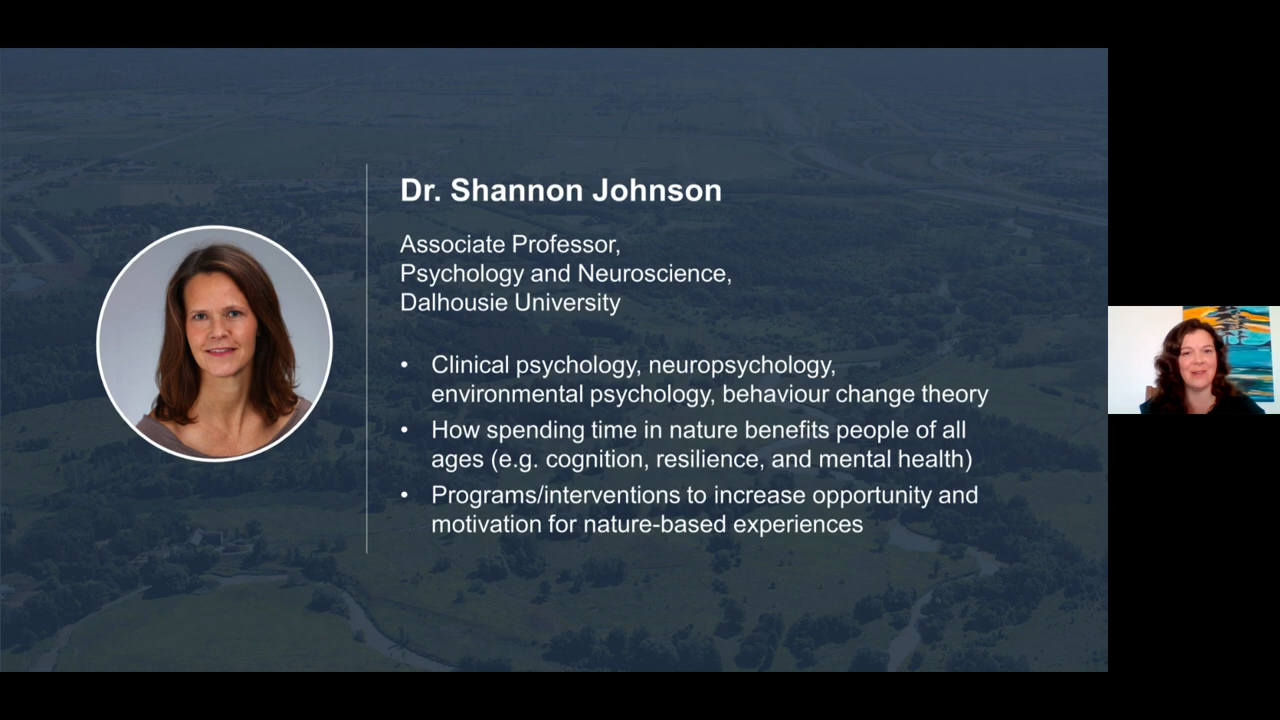 Dr. Shannon Johnson
Associate Professor,
Psychology and Neuroscience,
Dalhousie University
• Clinical psychology, neuropsychology,
environmental psychology, behaviour change theory
• How spending time in nature benefits people of all
ages (e.g. cognition, resilience, and mental health)
• Programs/interventions to increase opportunity and
motivation for nature-based experiences